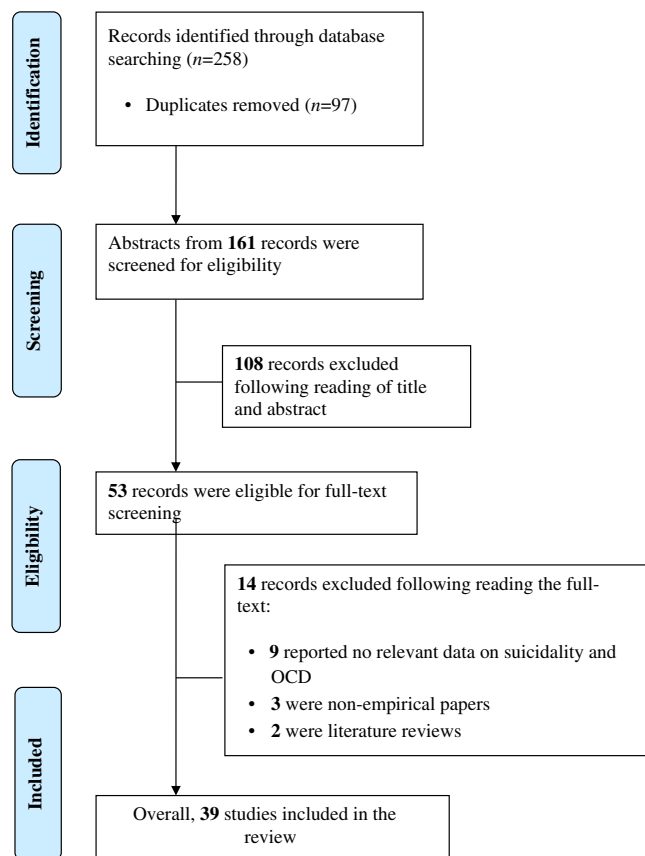 Identification
Records identified through database
searching (n=258)
• Duplicates removed (n=97)
Screening
Abstracts from 161 records were
screened for eligibility
108 records excluded
following reading of title
and abstract
Eligibility
53 records were eligible for full-text
screening
14 records excluded following reading the full-
text:
• 9 reported no relevant data on suicidality and
OCD
• 3 were non-empirical papers
• 2 were literature reviews
Included
Overall, 39 studies included in the
review